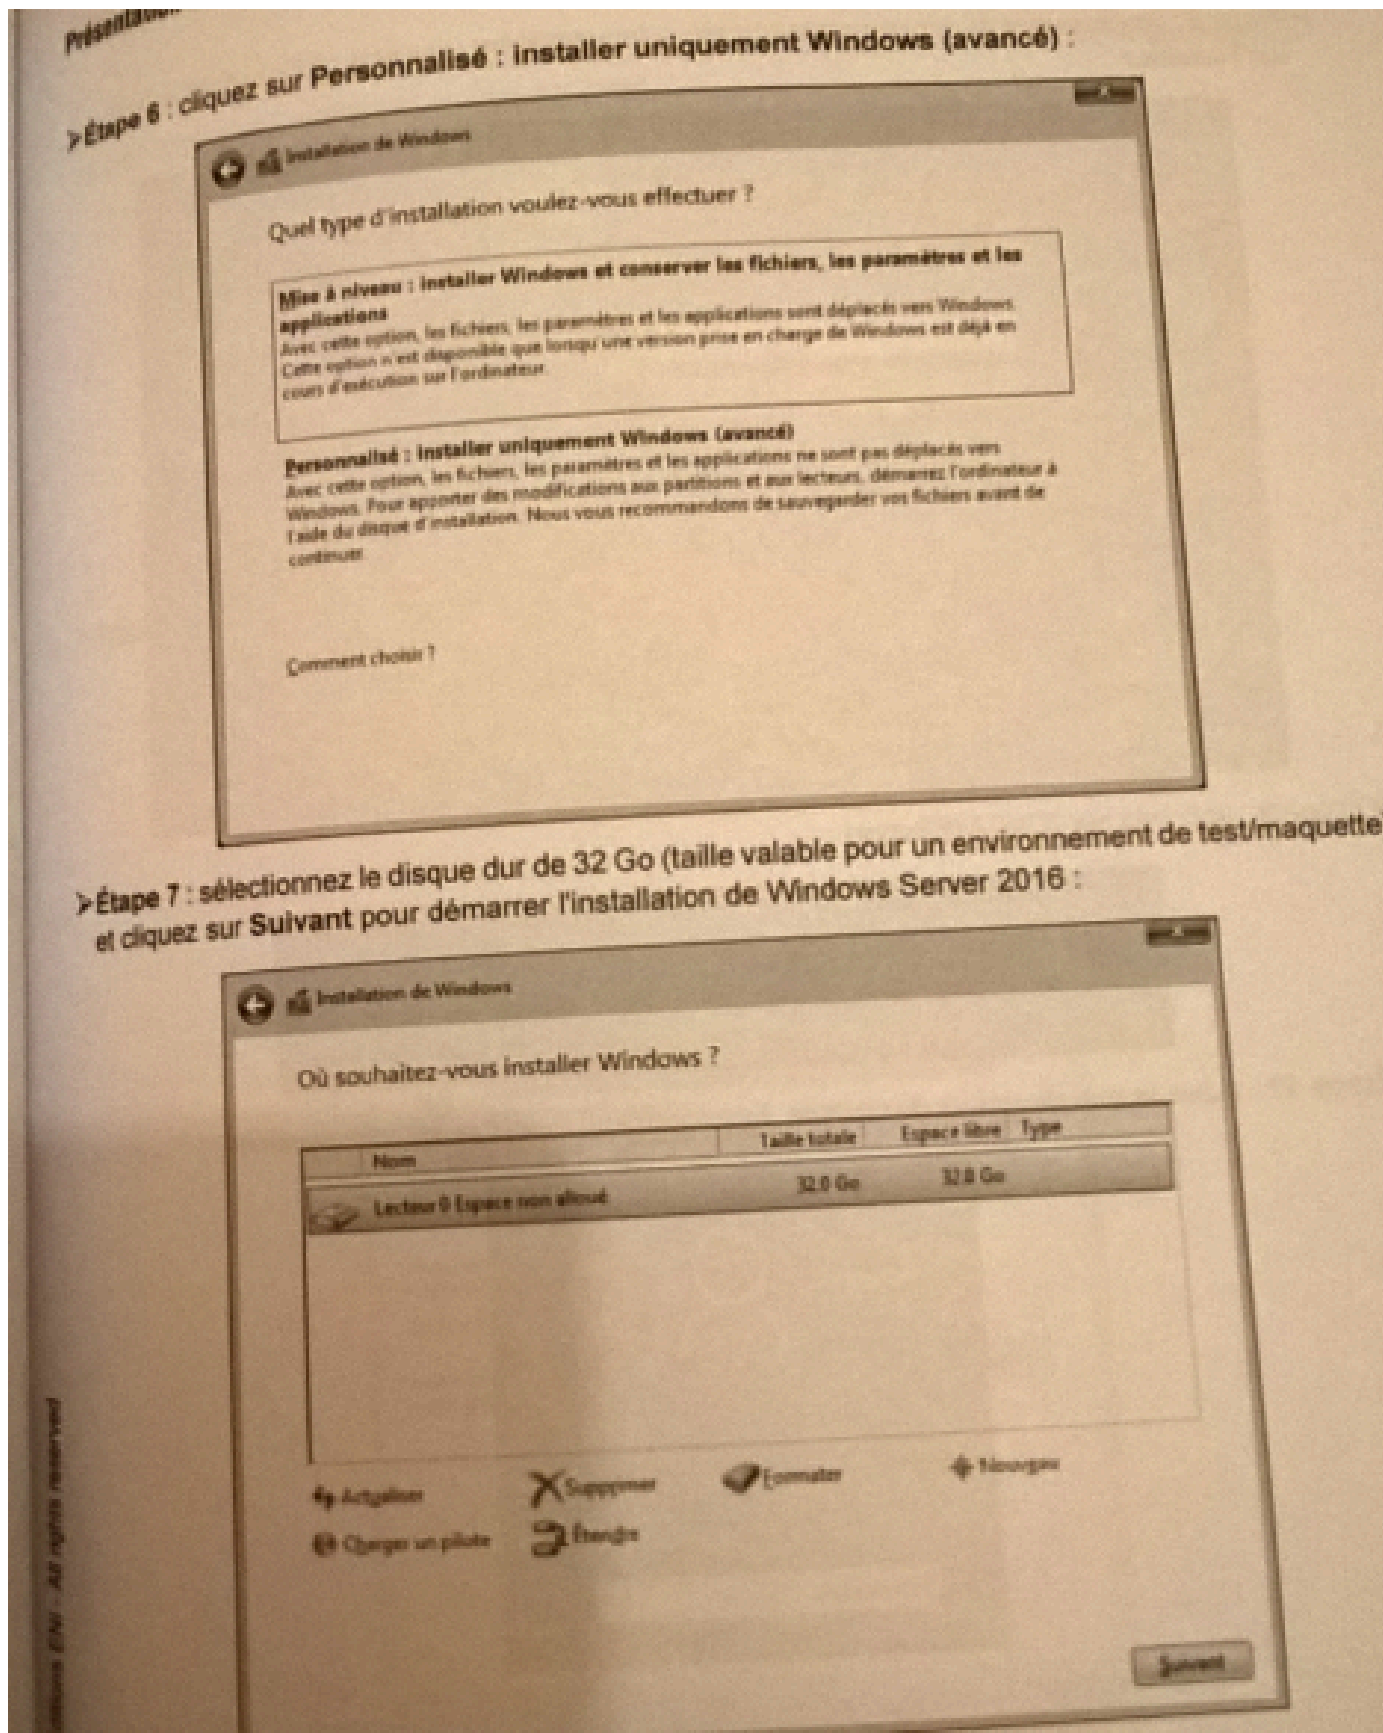 Présentation
➢Étape 6 : cliquez sur Personnalisé : installer uniquement Windows (avancé) :
Installation de Windows
Quel type d'installation voulez-vous effectuer ?
Mise à niveau : installer Windows et conserver les fichiers, les paramètres et les
applications
Avec cette option, les fichiers, les paramètres et les applications sont déplacés vers Windows.
Cette option n'est disponible que lorsqu'une version prise en charge de Windows est déjà en
cours d'exécution sur l'ordinateur.
Personnalisé : installer uniquement Windows (avancé)
Avec cette option, les fichiers, les paramètres et les applications ne sont pas déplacés vers
Windows. Pour apporter des modifications aux partitions et aux lecteurs, démarrez l'ordinateur à
l'aide du disque d'installation. Nous vous recommandons de sauvegarder vos fichiers avant de
continuer.
Comment choisir ?
➢Étape 7 : sélectionnez le disque dur de 32 Go (taille valable pour un environnement de test/maquette)
et cliquez sur Suivant pour démarrer l'installation de Windows Server 2016 :
Installation de Windows
Où souhaitez-vous installer Windows ?
Nom Taille totale Espace libre Type
Lecteur 0 Espace non alloué 32.0 Go 32.0 Go
Actualiser Supprimer Formater Nouveau
Charger un pilote Étendre
Suivant
ENI - All rights reserved